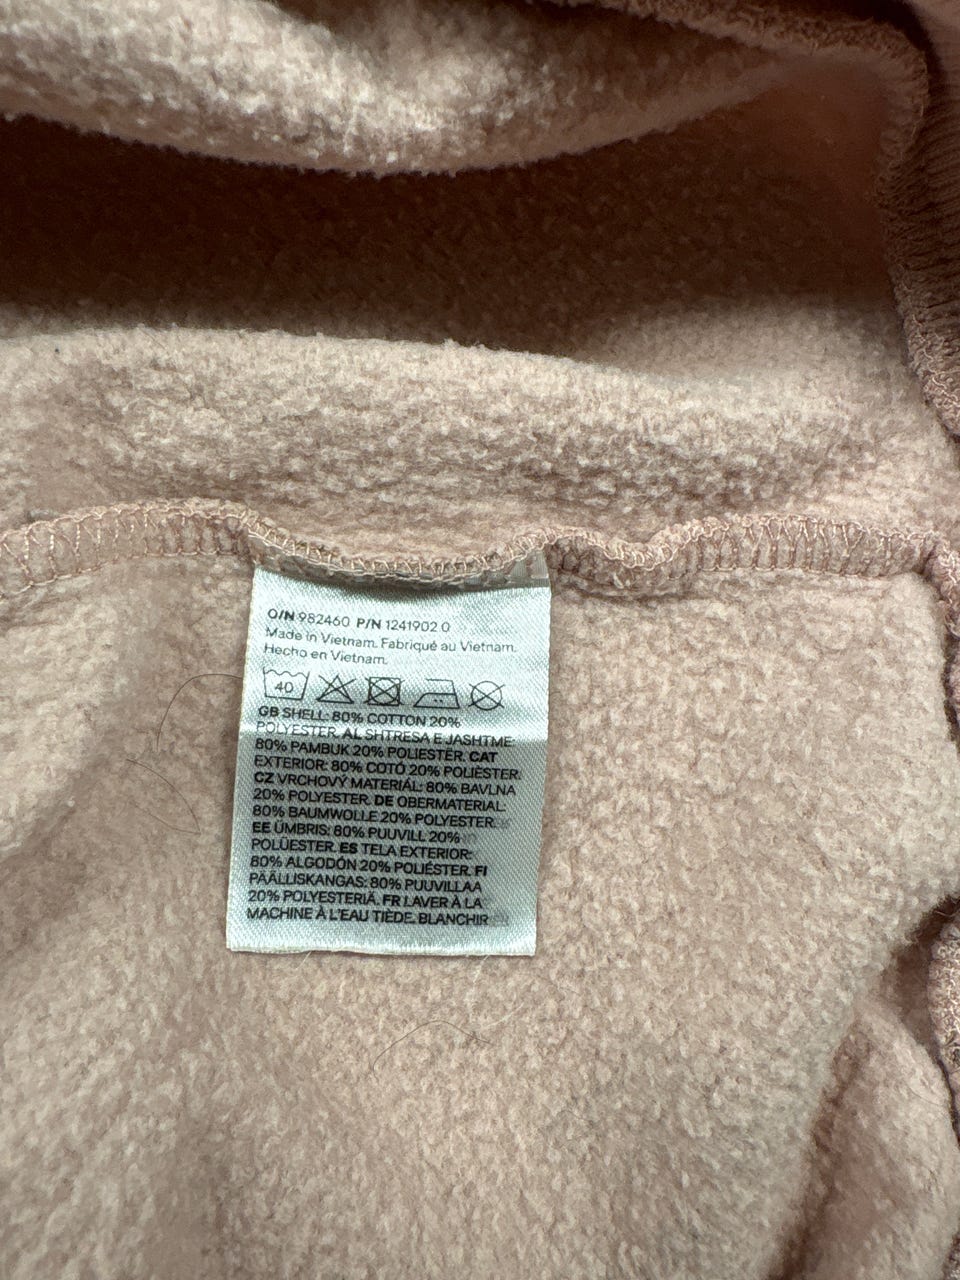 O/N 982460 P/N 1241902.0
Made in Vietnam. Fabriqué au Vietnam.
Hecho en Vietnam.
40
GB SHELL: 80% COTTON 20%
POLYESTER. AL SHTRESA E JASHTME:
80% PAMBUK 20% POLIESTËR. CAT
EXTERIOR: 80% COTÓ 20% POLIÈSTER.
CZ VRCHOVÝ MATERIÁL: 80% BAVLNA
20% POLYESTER. DE OBERMATERIAL:
80% BAUMWOLLE 20% POLYESTER.
EE ÜMBRIS: 80% PUUVILL 20%
POLÜESTER. ES TELA EXTERIOR:
80% ALGODÓN 20% POLIÉSTER. FI
PÄÄLLISKANGAS: 80% PUUVILLAA
20% POLYESTERIÄ. FR LAVER À LA
MACHINE À L'EAU TIÈDE. BLANCHIR